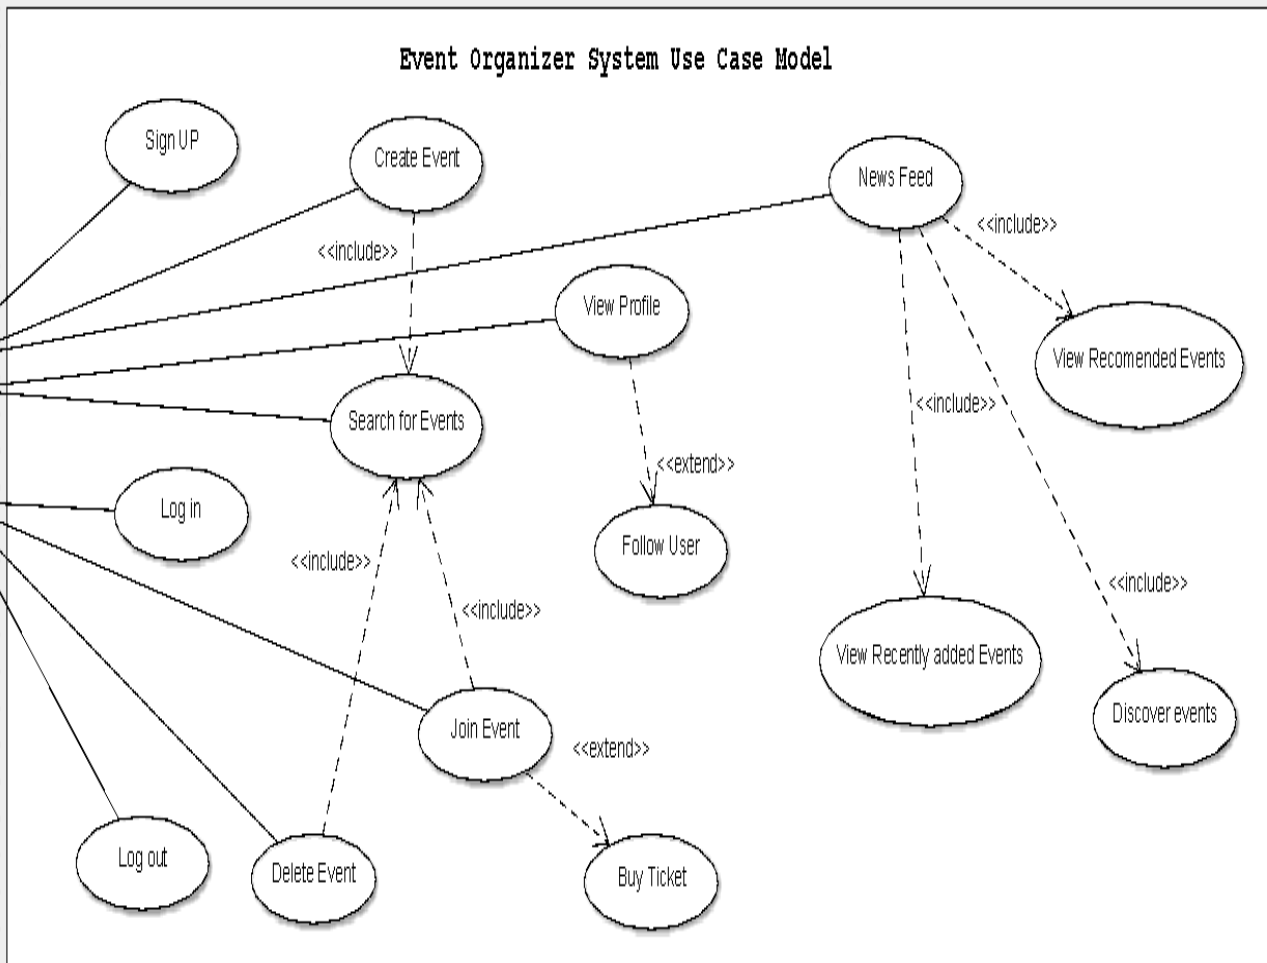 Event Organizer System Use Case Model
Sign UP
Create Event
News Feed
<<include>>
<<include>>
View Profile
View Recomended Events
Search for Events
<<include>>
<<extend>>
Log in
Follow User
<<include>>
<<include>>
<<include>>
View Recently added Events
Discover events
Join Event
<<extend>>
Log out
Delete Event
Buy Ticket